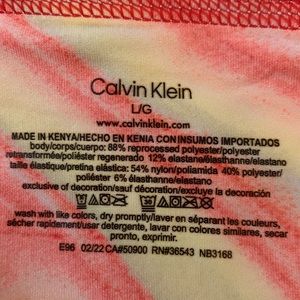 Calvin Klein
L/G
www.calvinklein.com
MADE IN KENYA/HECHO EN KENIA CON INSUMOS IMPORTADOS
body/corps/cuerpo: 88% reprocessed polyester/polyester
retransformée/poliéster regenerado 12% elastane/élasthanne/elastano
taille élastique/pretina elástica: 54% nylon/poliamida 40% polyester/
poliéster 6% élasthanne/elastano
exclusive of decoration/sauf décoration/excluye la decoración
wash with like colors, dry promptly/laver en séparant les couleurs,
sécher rapidement/usar detergente, lavar con colores similares, secar
pronto, exprimir.
E96 02/22 CA#50900 RN#36543 NB3168